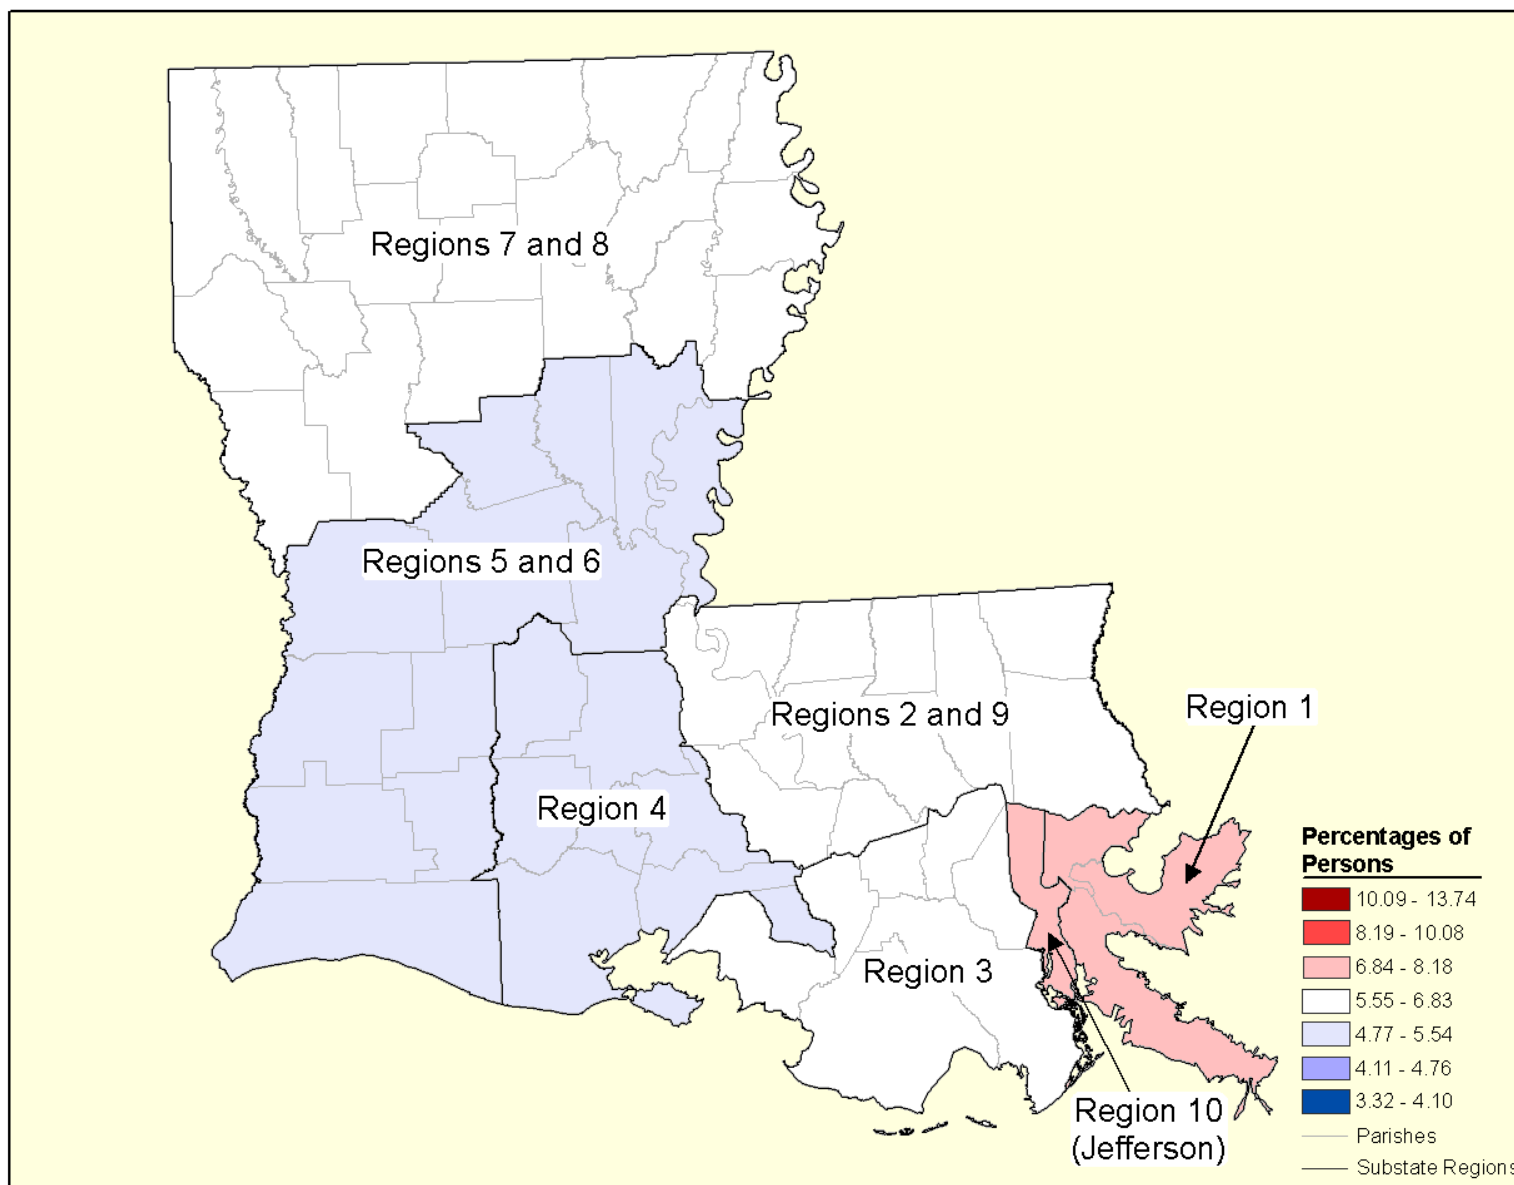 Regions 7 and 8
Regions 5 and 6
Regions 2 and 9
Region 1
Region 4
Region 3
Region 10
(Jefferson)
Percentages of
Persons
10.09 - 13.74
8.19 - 10.08
6.84 - 8.18
5.55 - 6.83
4.77 - 5.54
4.11 - 4.76
3.32 - 4.10
Parishes
Substate Regions